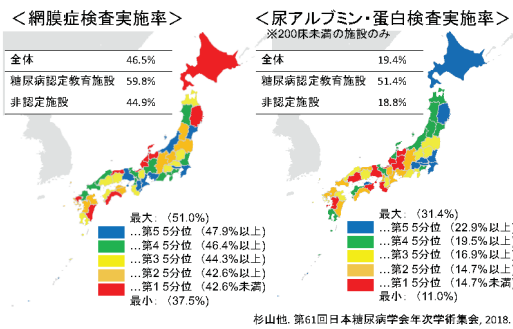 ＜網膜症検査実施率＞
全体 46.5%
糖尿病認定教育施設 59.8%
非認定施設 44.9%
最大： （51.0%）
…第5 5分位 （47.9%以上）
…第4 5分位 （46.4%以上）
…第3 5分位 （44.3%以上）
…第2 5分位 （42.6%以上）
…第1 5分位 （42.6%未満）
最小： （37.5%）
＜尿アルブミン・蛋白検査実施率＞
※200床未満の施設のみ
全体 19.4%
糖尿病認定教育施設 51.4%
非認定施設 18.8%
最大： （31.4%）
…第5 5分位 （22.9%以上）
…第4 5分位 （19.5%以上）
…第3 5分位 （16.9%以上）
…第2 5分位 （14.7%以上）
…第1 5分位 （14.7%未満）
最小： （11.0%）
杉山他. 第61回日本糖尿病学会年次学術集会, 2018.